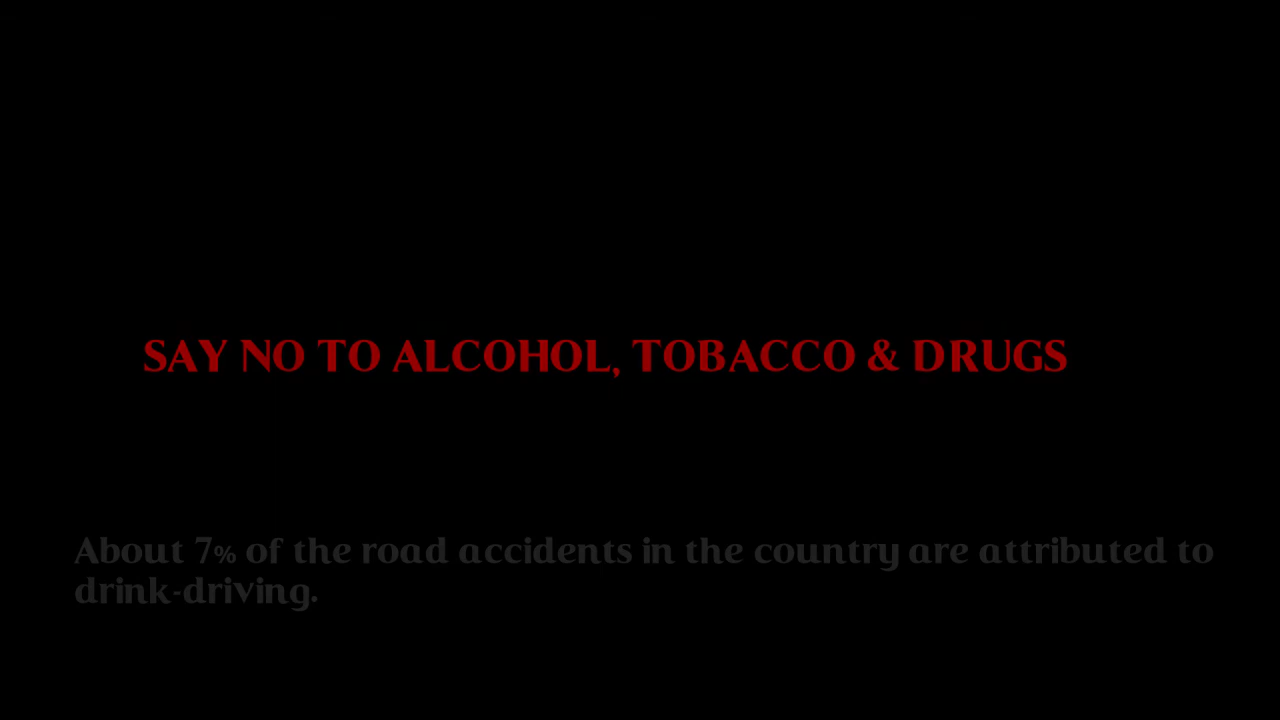 SAY NO TO ALCOHOL, TOBACCO & DRUGS
About 7% of the road accidents in the country are attributed to
drink-driving.